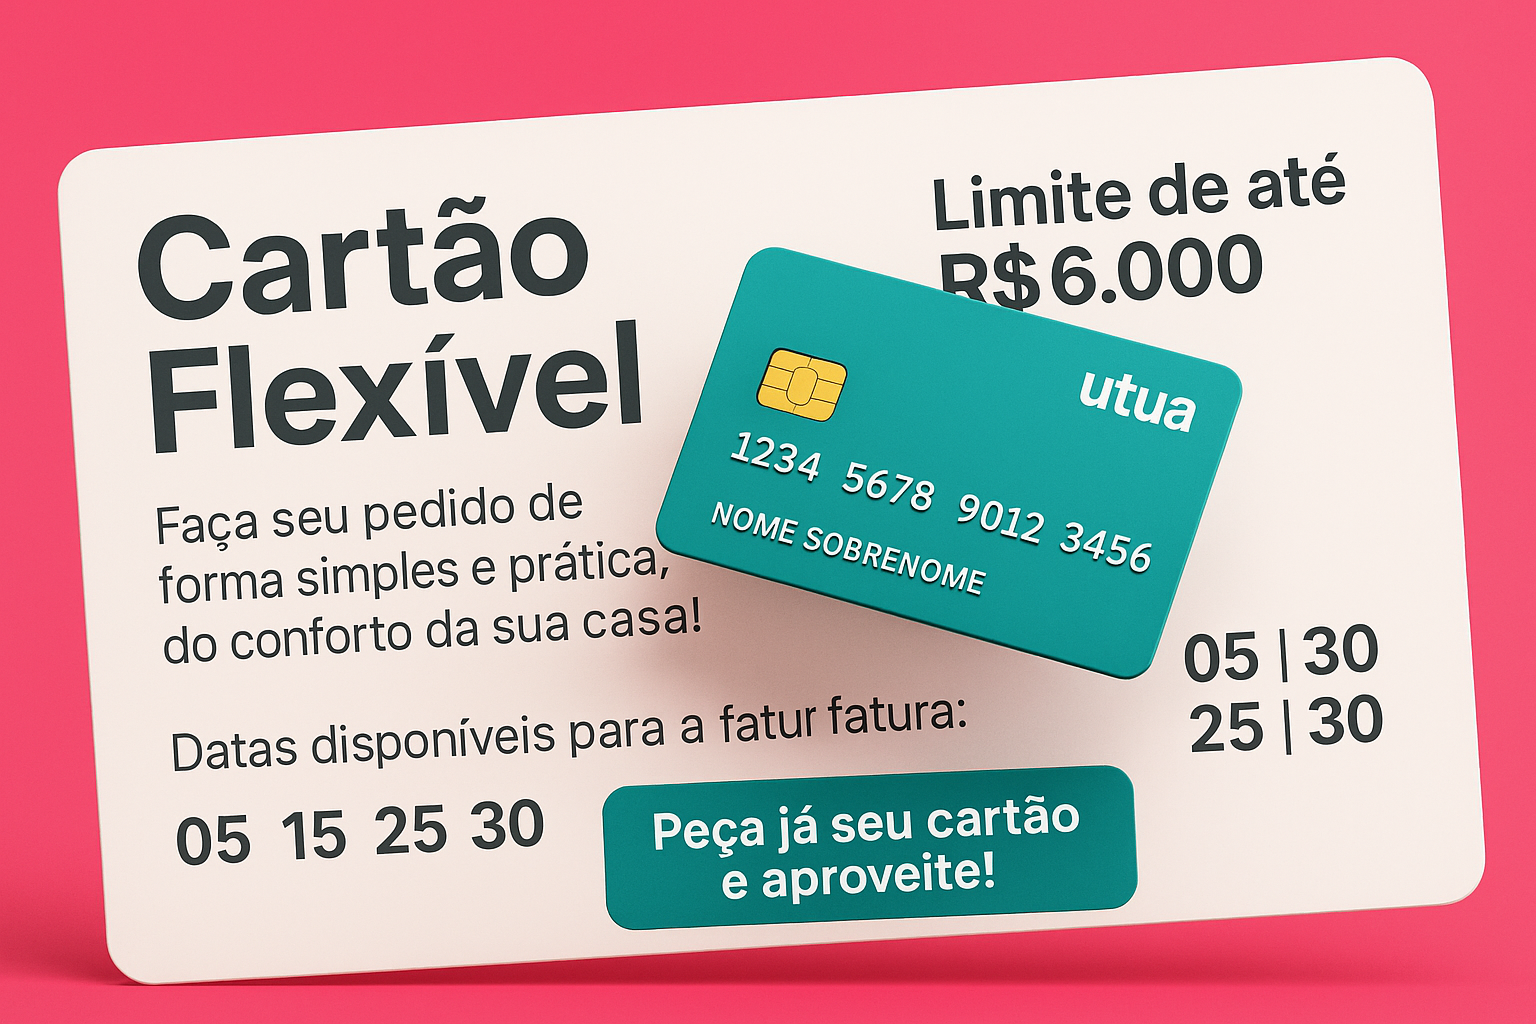 Cartão
Flexível
Faça seu pedido de
forma simples e prática,
do conforto da sua casa!
Limite de até
R$6.000
utua
1234 5678 9012 3456
NOME SOBRENOME
05 | 30
25 | 30
Datas disponíveis para a fatur fatura:
05 15 25 30
Peça já seu cartão
e aproveite!